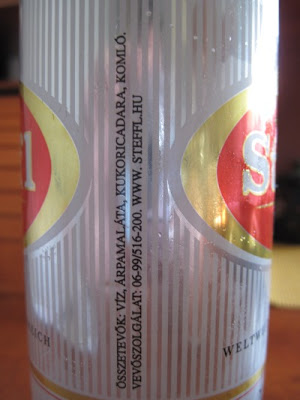 ÖSSZETEVŐK: VÍZ, ÁRPAMALÁTA, KUKORICADARA, KOMLÓ.
VEVŐSZOLGÁLAT: 06-99/516-200. WWW. STEFFL.HU